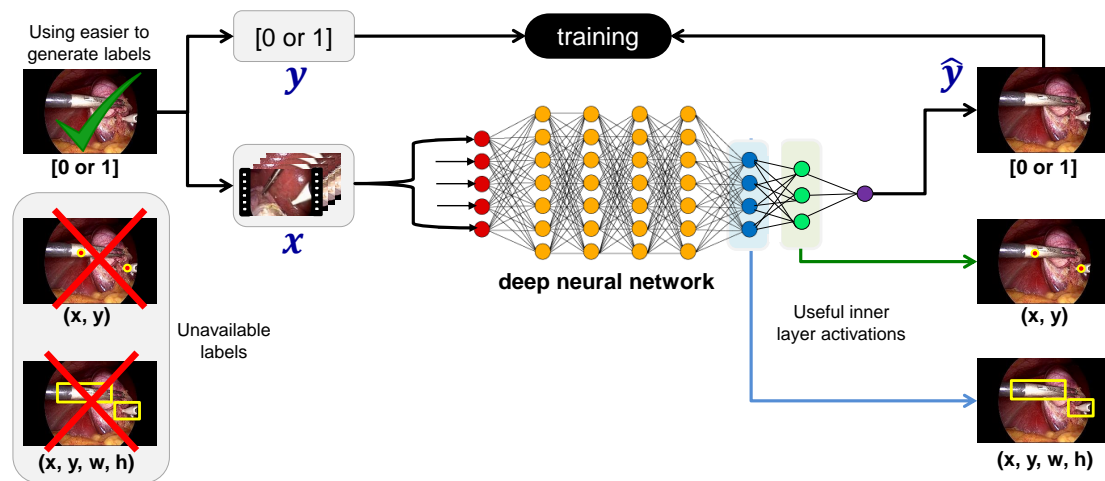 Using easier to
generate labels
[0 or 1]
[0 or 1]
y
training
ŷ
[0 or 1]
x
deep neural network
(x, y)
Unavailable
labels
(x, y, w, h)
Useful inner
layer activations
(x, y)
(x, y, w, h)